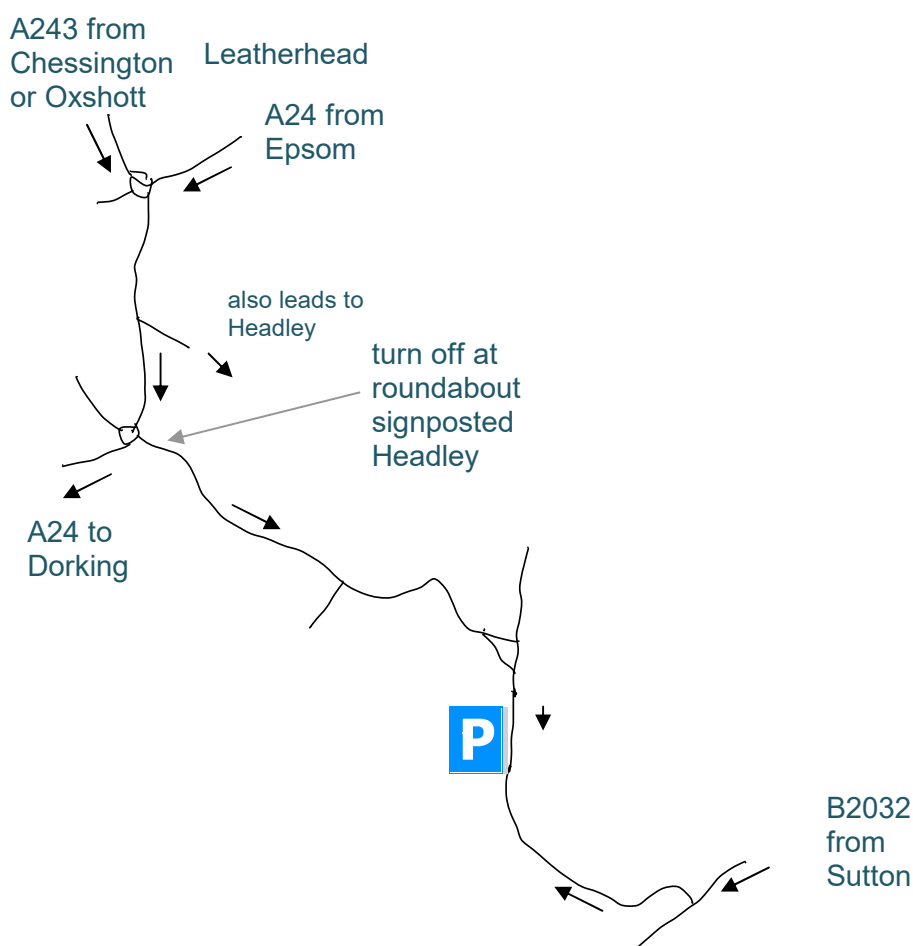 A243 from
Chessington
or Oxshott
Leatherhead
A24 from
Epsom
also leads to
Headley
turn off at
roundabout
signposted
Headley
A24 to
Dorking
P
B2032
from
Sutton